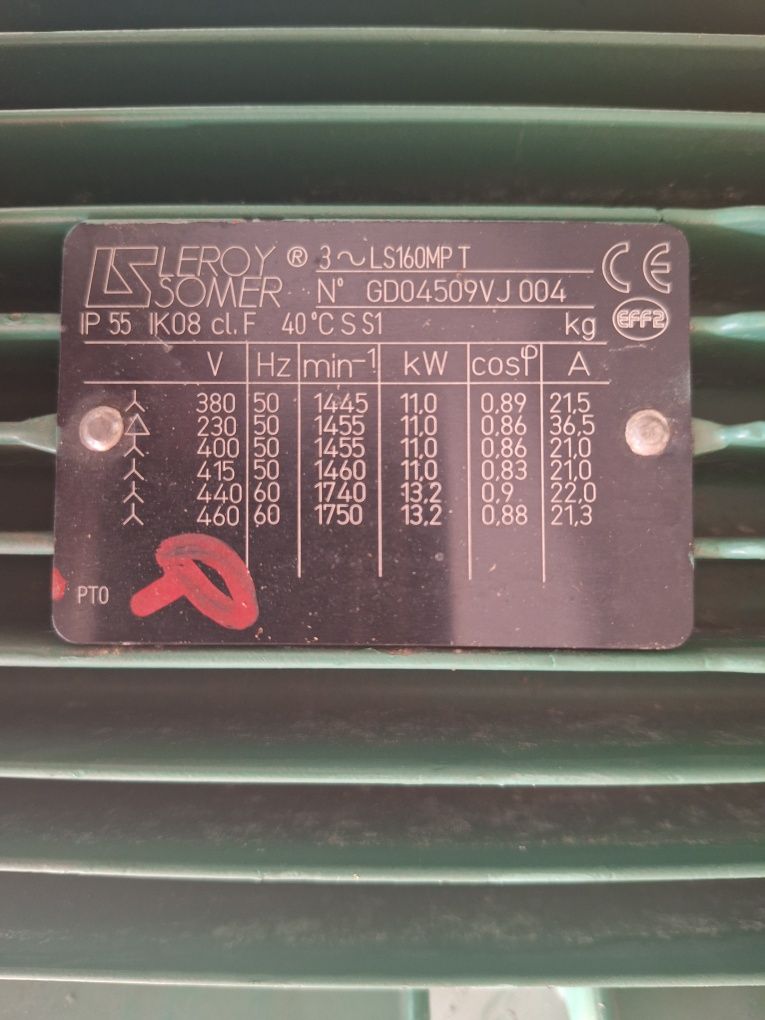 LEROY SOMER ® 3~ LS160MP T CE
N° GD04509VJ 004
IP 55 IK08 cl. F 40°C S S1 kg EFF2
V Hz min-1 kW cosφ A
380 50 1445 11,0 0,89 21,5
230 50 1455 11,0 0,86 36,5
400 50 1455 11,0 0,86 21,0
415 50 1460 11,0 0,83 21,0
440 60 1740 13,2 0,9 22,0
460 60 1750 13,2 0,88 21,3
PTO